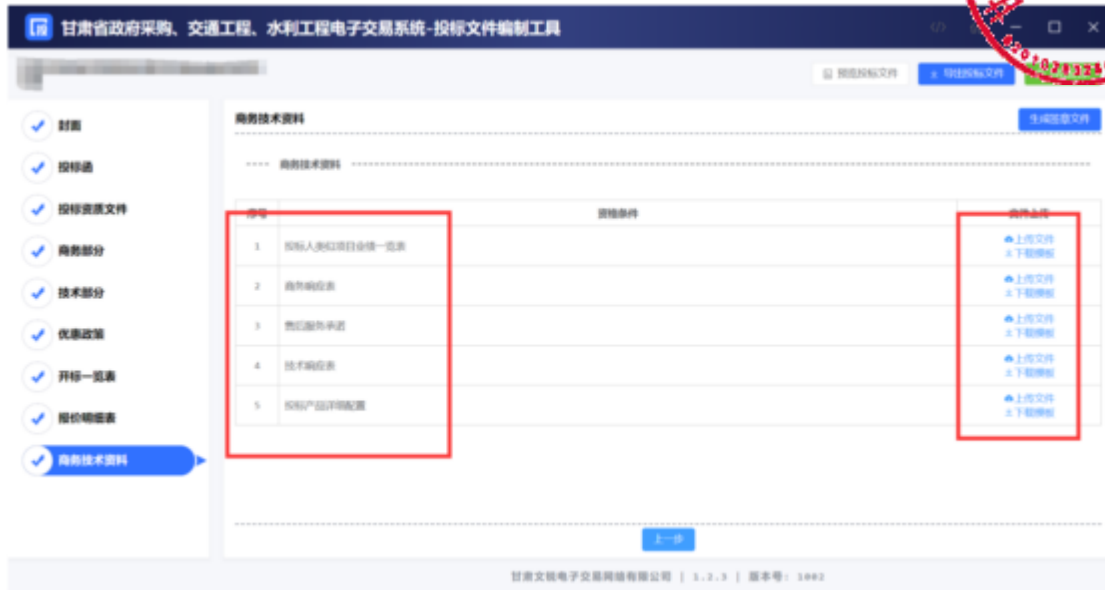 甘肃省政府采购、交通工程、水利工程电子交易系统-投标文件编制工具
预览投标文件
导出投标文件
封面
投标函
投标资质文件
商务部分
技术部分
优惠政策
开标一览表
报价明细表
商务技术资料
商务技术资料
生成签章文件
商务技术资料
序号 资格条件 文件上传
1 投标人类似项目业绩一览表 上传文件
下载模板
2 商务响应表 上传文件
下载模板
3 售后服务承诺 上传文件
下载模板
4 技术响应表 上传文件
下载模板
5 投标产品详细配置 上传文件
下载模板
上一步
甘肃文锐电子交易网络有限公司 | 1.2.3 | 版本号: 1002